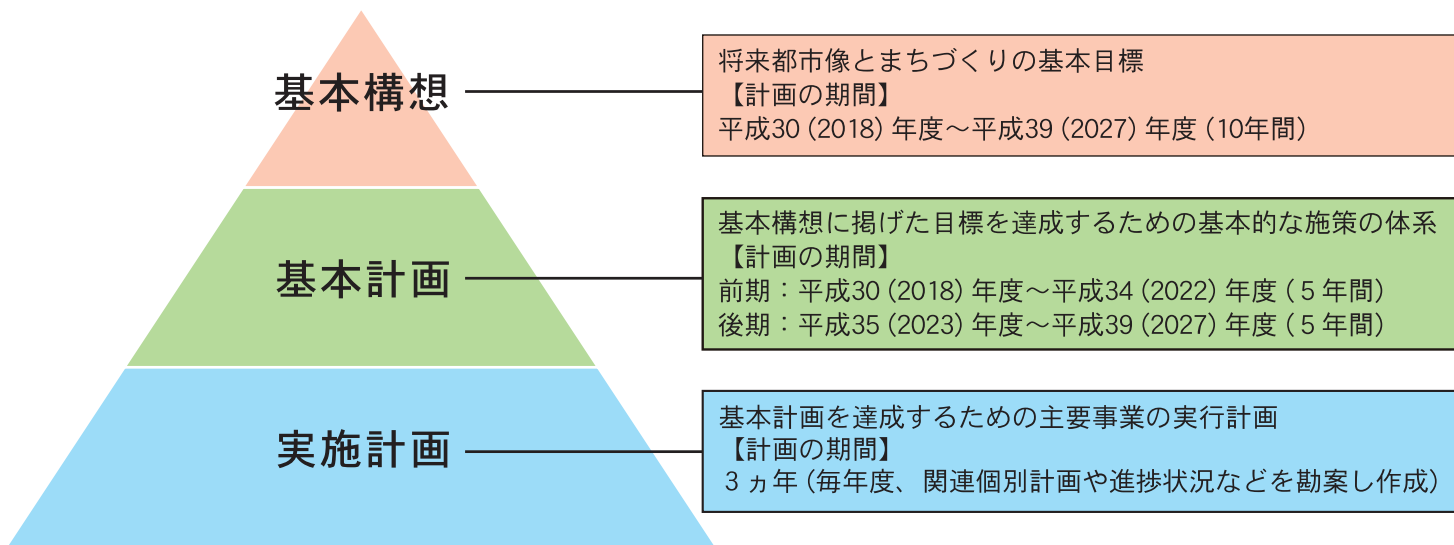 基本構想
将来都市像とまちづくりの基本目標
【計画の期間】
平成30（2018）年度～平成39（2027）年度（10年間）
基本計画
基本構想に掲げた目標を達成するための基本的な施策の体系
【計画の期間】
前期：平成30（2018）年度～平成34（2022）年度（５年間）
後期：平成35（2023）年度～平成39（2027）年度（５年間）
実施計画
基本計画を達成するための主要事業の実行計画
【計画の期間】
３ヵ年（毎年度、関連個別計画や進捗状況などを勘案し作成）